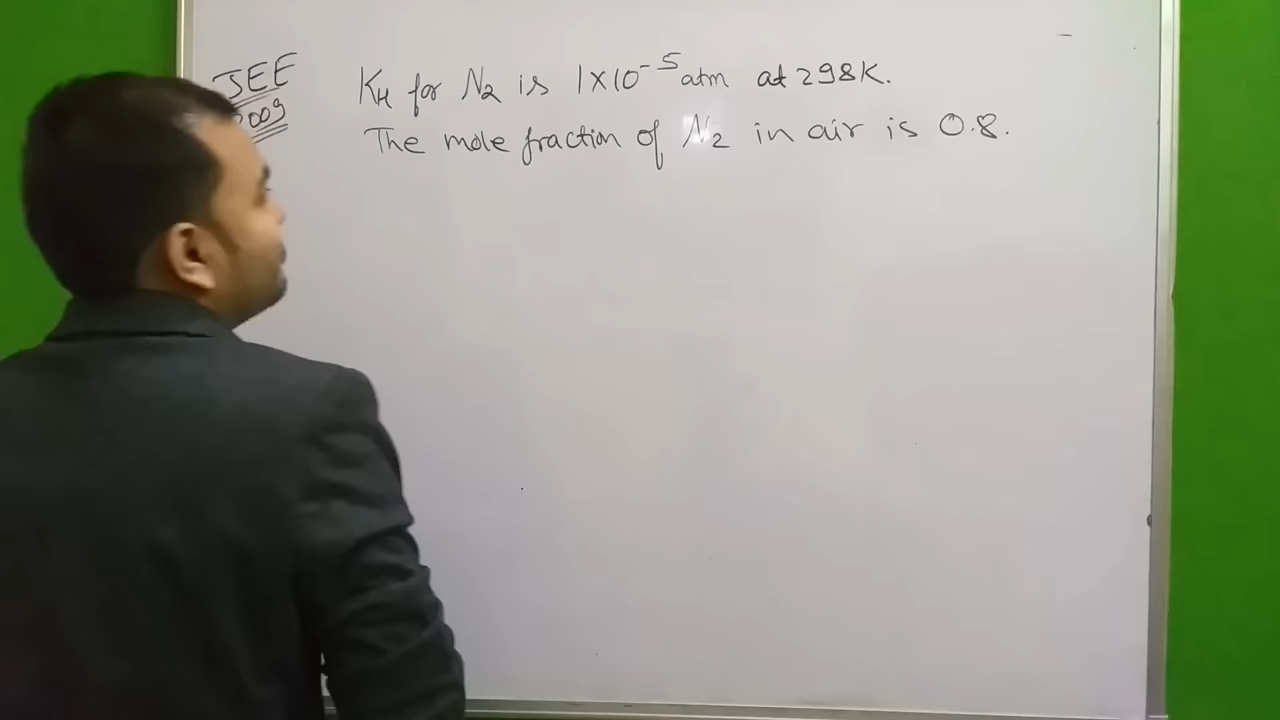 JEE
K_H for N₂ is 1×10⁻⁵ atm at 298K.
The mole fraction of N₂ in air is 0.8.